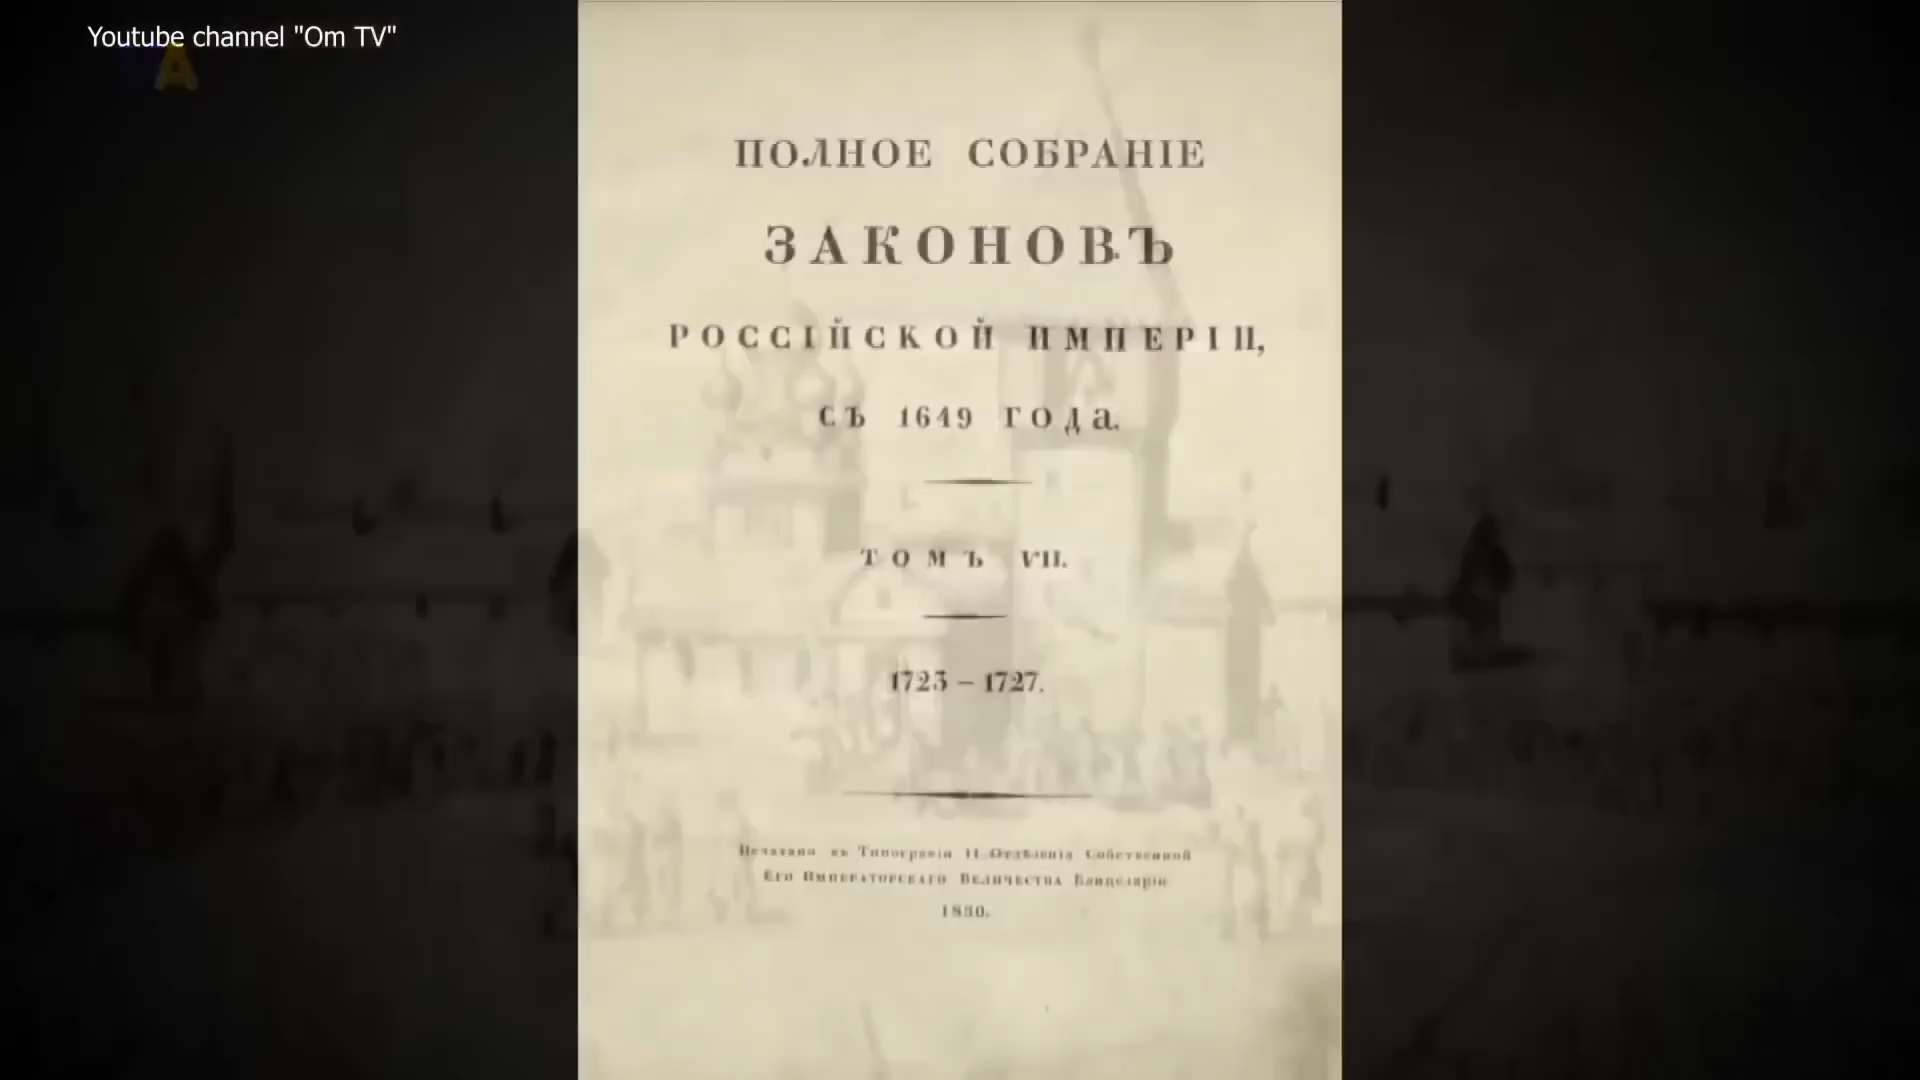 Youtube channel "Om TV"
A
ПОЛНОЕ СОБРАНІЕ
ЗАКОНОВЪ
РОССІЙСКОЙ ИМПЕРІИ,
СЪ 1649 ГОДА.
ТОМЪ VII.
1723 – 1727.
Печатано въ Типографіи II Отдѣленія Собственной
Его Императорскаго Величества Канцеляріи
1830.